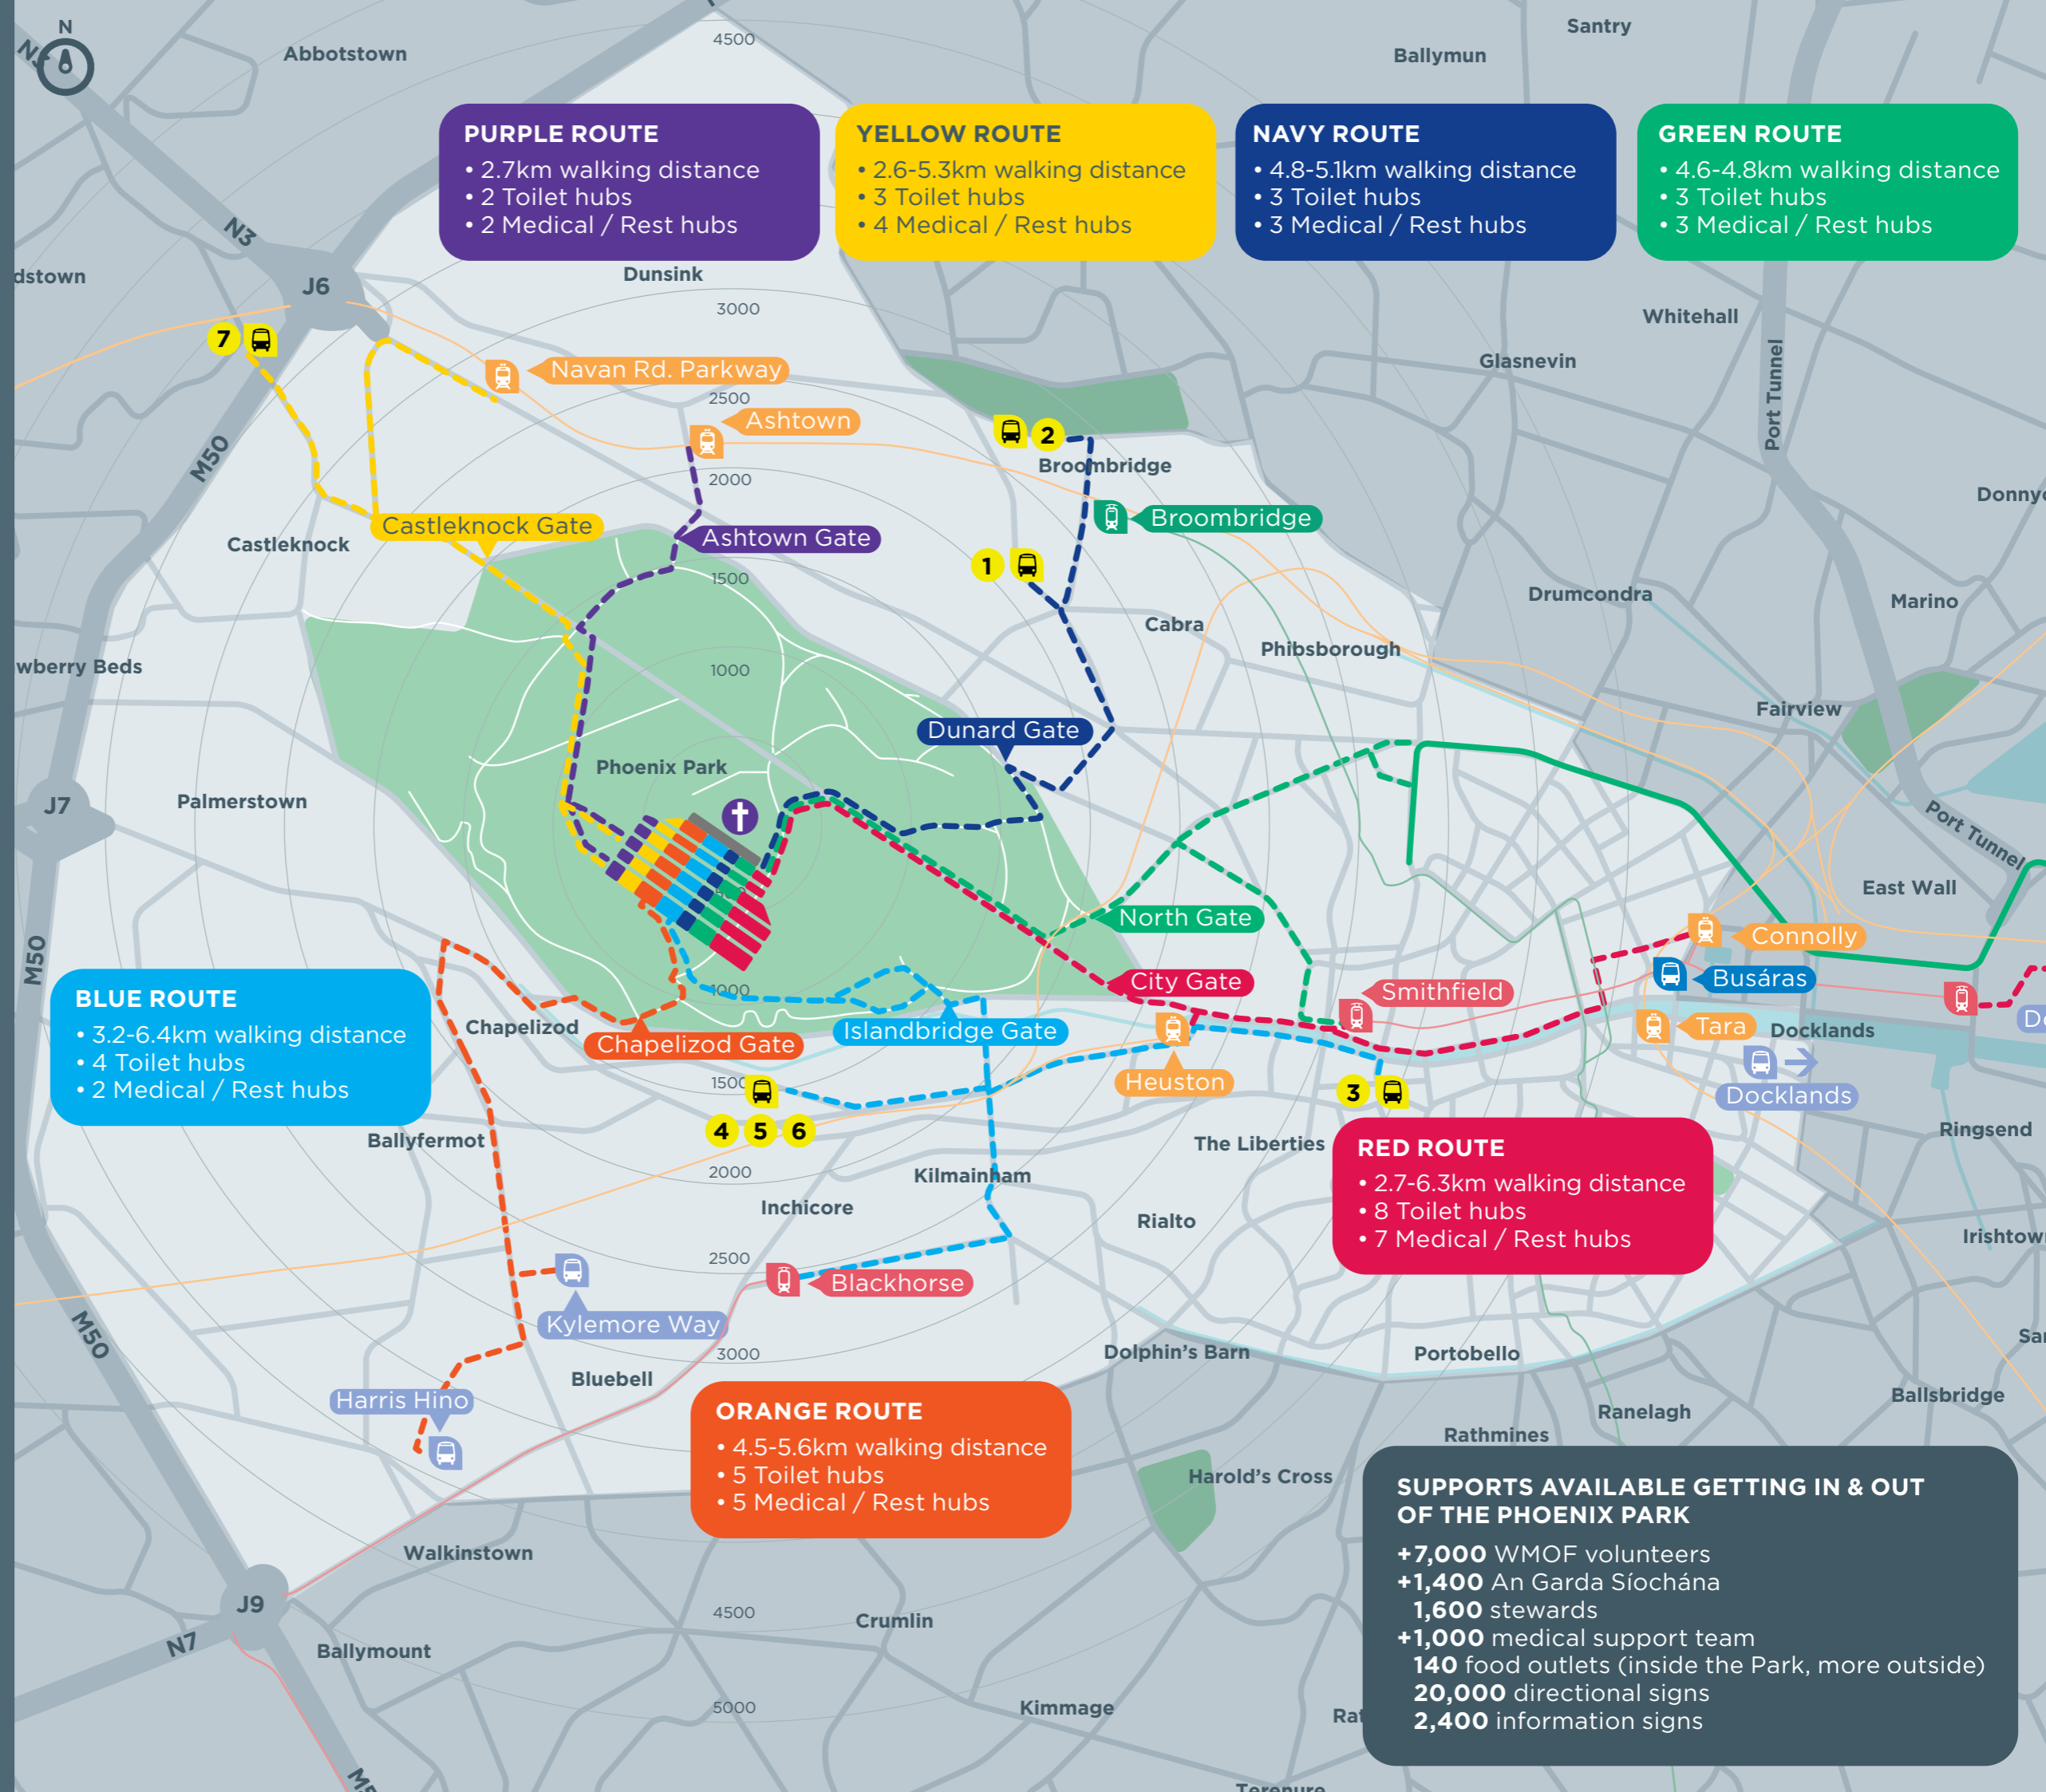 N
Abbotstown
4500
Santry
Ballymun
PURPLE ROUTE
• 2.7km walking distance
• 2 Toilet hubs
• 2 Medical / Rest hubs
YELLOW ROUTE
• 2.6-5.3km walking distance
• 3 Toilet hubs
• 4 Medical / Rest hubs
NAVY ROUTE
• 4.8-5.1km walking distance
• 3 Toilet hubs
• 3 Medical / Rest hubs
GREEN ROUTE
• 4.6-4.8km walking distance
• 3 Toilet hubs
• 3 Medical / Rest hubs
N3
dstown
J6
Dunsink
3000
Whitehall
7
Navan Rd. Parkway
Glasnevin
Port Tunnel
2500
Ashtown
M50
2
Broombridge
2000
Donny
Castleknock Gate
Broombridge
Castleknock
Ashtown Gate
1500
1
Drumcondra
Marino
Cabra
Phibsborough
wberry Beds
1000
Fairview
Dunard Gate
Phoenix Park
J7
Palmerstown
Port Tunnel
East Wall
North Gate
Connolly
M50
City Gate
Busáras
Smithfield
1000
BLUE ROUTE
• 3.2-6.4km walking distance
• 4 Toilet hubs
• 2 Medical / Rest hubs
Chapelizod
Chapelizod Gate
Islandbridge Gate
Tara
Docklands
Heuston
1500
3
Docklands
4 5 6
Ballyfermot
The Liberties
Ringsend
2000
Kilmainham
RED ROUTE
• 2.7-6.3km walking distance
• 8 Toilet hubs
• 7 Medical / Rest hubs
Inchicore
Rialto
Irishtow
2500
Blackhorse
Kylemore Way
M50
3000
Dolphin's Barn
Portobello
Bluebell
Harris Hino
Ballsbridge
Ranelagh
ORANGE ROUTE
• 4.5-5.6km walking distance
• 5 Toilet hubs
• 5 Medical / Rest hubs
Rathmines
Harold's Cross
SUPPORTS AVAILABLE GETTING IN & OUT
OF THE PHOENIX PARK
+7,000 WMOF volunteers
+1,400 An Garda Síochána
1,600 stewards
+1,000 medical support team
140 food outlets (inside the Park, more outside)
20,000 directional signs
2,400 information signs
Walkinstown
J9
4500
Crumlin
N7
Ballymount
5000
Kimmage
Terenure